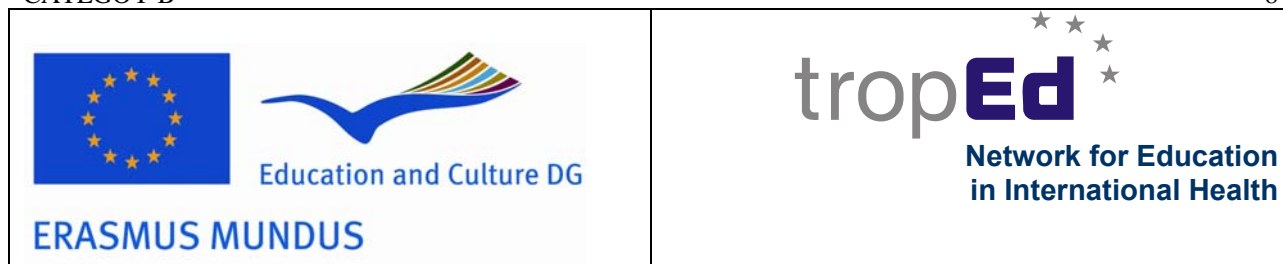 tropEd
Network for Education
in International Health
Education and Culture DG
ERASMUS MUNDUS